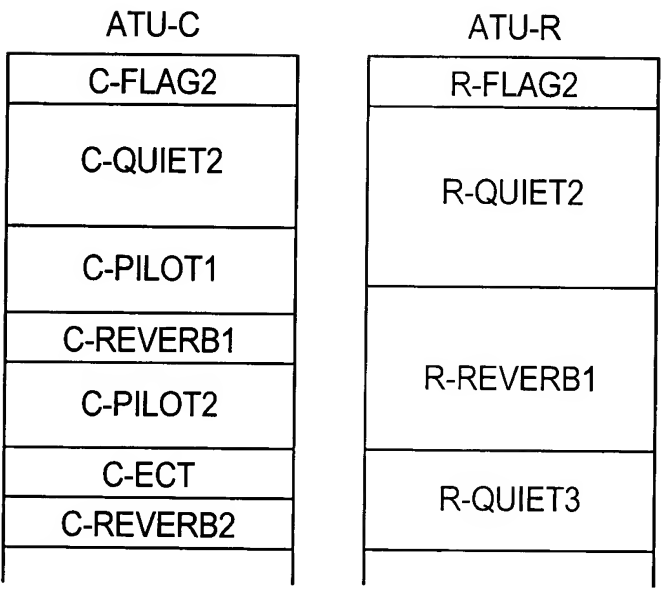 ATU-C
C-FLAG2
C-QUIET2
C-PILOT1
C-REVERB1
C-PILOT2
C-ECT
C-REVERB2
ATU-R
R-FLAG2
R-QUIET2
R-REVERB1
R-QUIET3